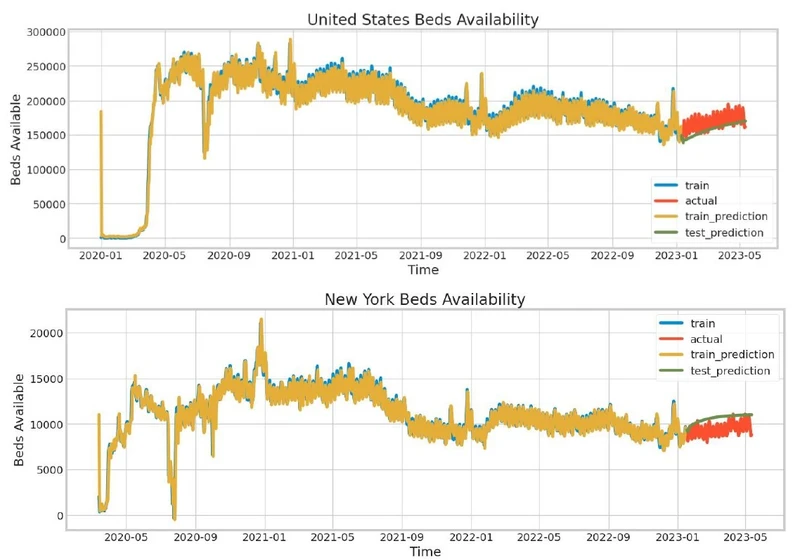 United States Beds Availability
300000
250000
200000
150000
100000
50000
0
Beds Available
train
actual
train_prediction
test_prediction
2020-01 2020-05 2020-09 2021-01 2021-05 2021-09 2022-01 2022-05 2022-09 2023-01 2023-05
Time
New York Beds Availability
20000
15000
10000
5000
0
Beds Available
train
actual
train_prediction
test_prediction
2020-05 2020-09 2021-01 2021-05 2021-09 2022-01 2022-05 2022-09 2023-01 2023-05
Time